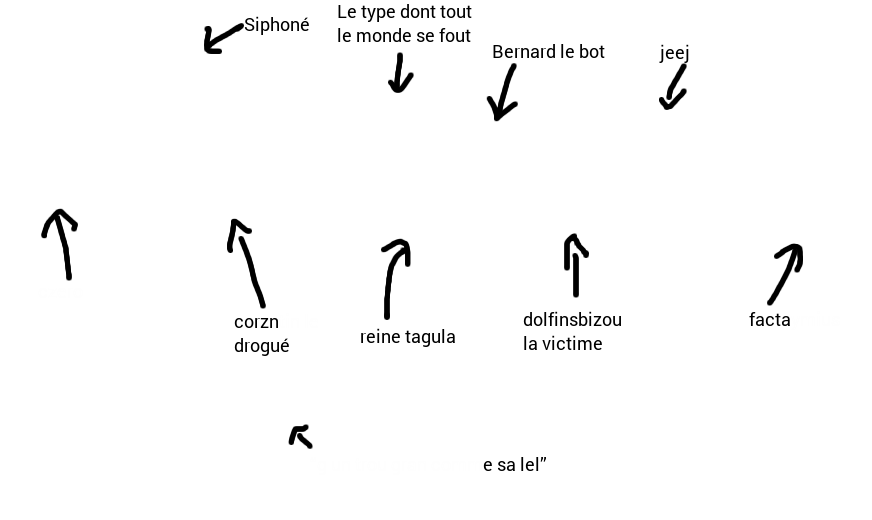 Siphoné
Le type dont tout
le monde se fout
Bernard le bot
jeej
corzn
drogué
reine tagula
dolfinsbizou
la victime
facta
e sa lel”